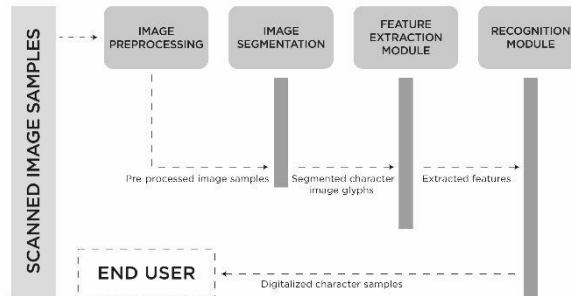 SCANNED IMAGE SAMPLES
IMAGE
PREPROCESSING
IMAGE
SEGMENTATION
FEATURE
EXTRACTION
MODULE
RECOGNITION
MODULE
Pre processed image samples
Segmented character
image glyphs
Extracted features
END USER
Digitalized character samples